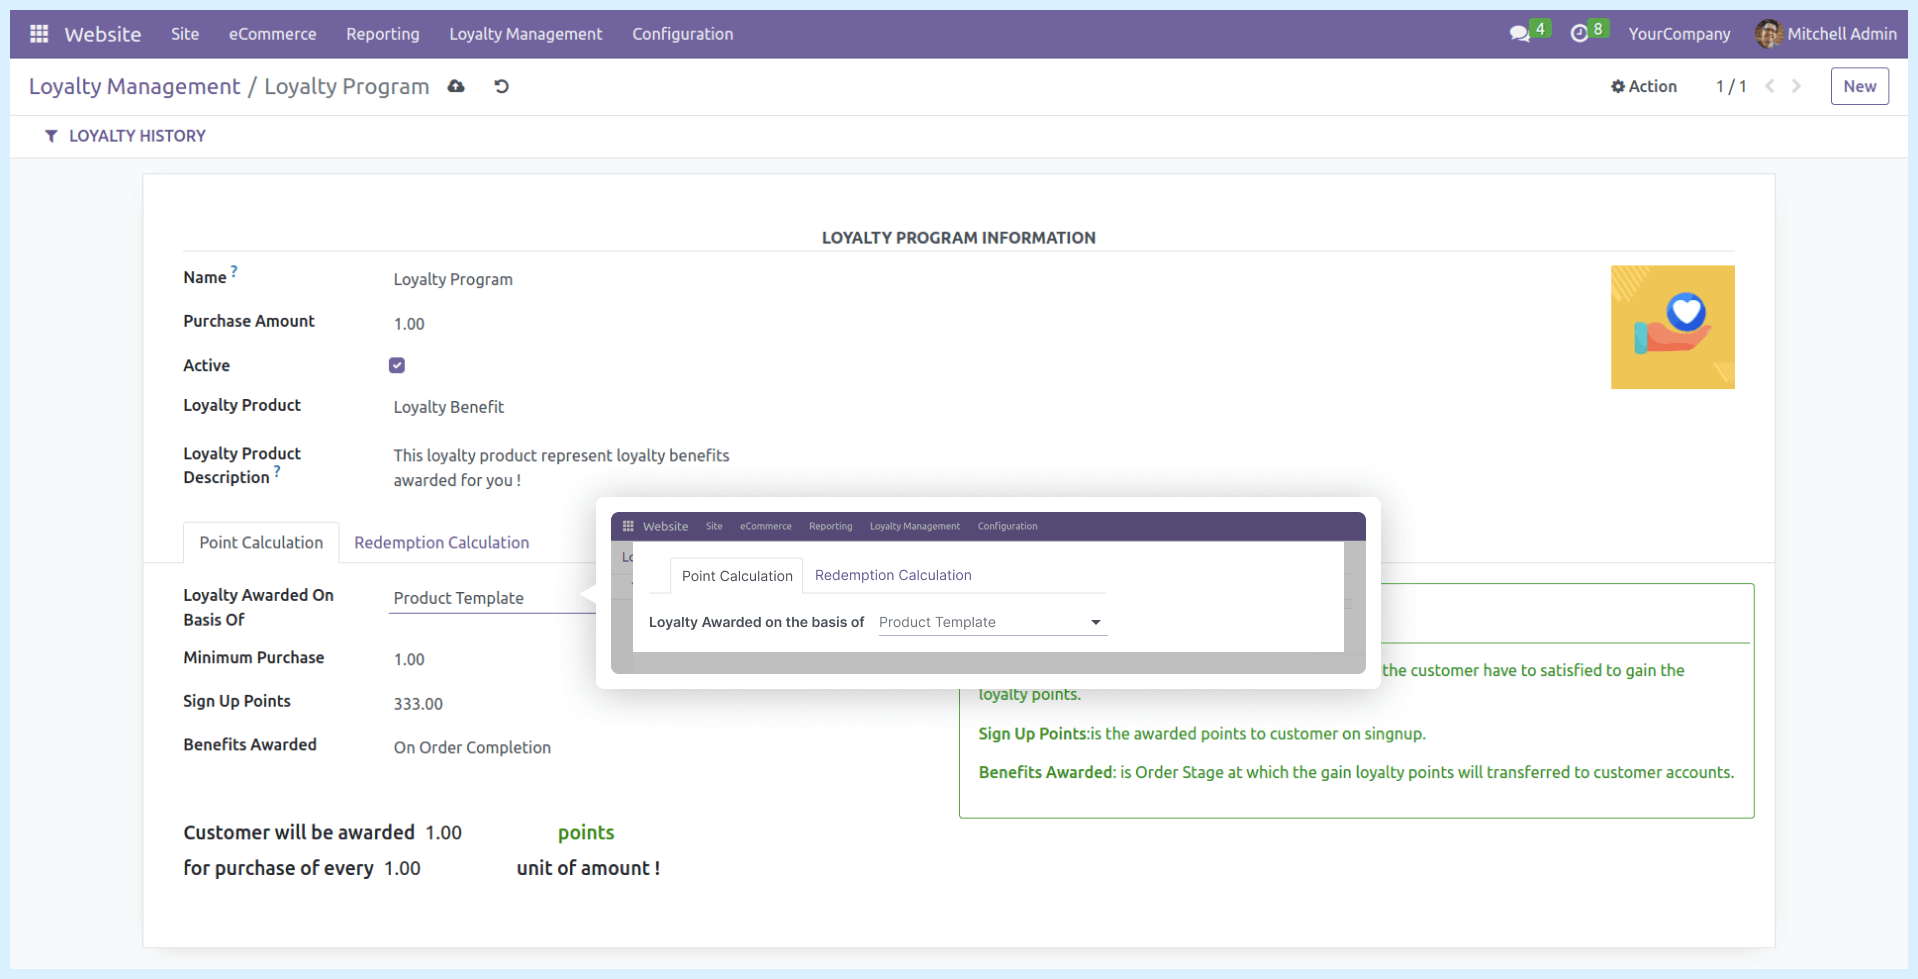 Website Site eCommerce Reporting Loyalty Management Configuration 4 8 YourCompany Mitchell Admin
Loyalty Management / Loyalty Program Action 1 / 1 New
LOYALTY HISTORY
LOYALTY PROGRAM INFORMATION
Name ? Loyalty Program
Purchase Amount 1.00
Active
Loyalty Product Loyalty Benefit
Loyalty Product Description ? This loyalty product represent loyalty benefits
awarded for you !
Point Calculation Redemption Calculation
Loyalty Awarded On
Basis Of
Product Template
Minimum Purchase 1.00
Sign Up Points 333.00
Benefits Awarded On Order Completion
Website Site eCommerce Reporting Loyalty Management Configuration
Lo
Point Calculation Redemption Calculation
Loyalty Awarded on the basis of Product Template
the customer have to satisfied to gain the
loyalty points.
Sign Up Points:is the awarded points to customer on singnup.
Benefits Awarded: is Order Stage at which the gain loyalty points will transferred to customer accounts.
Customer will be awarded 1.00 points
for purchase of every 1.00 unit of amount !